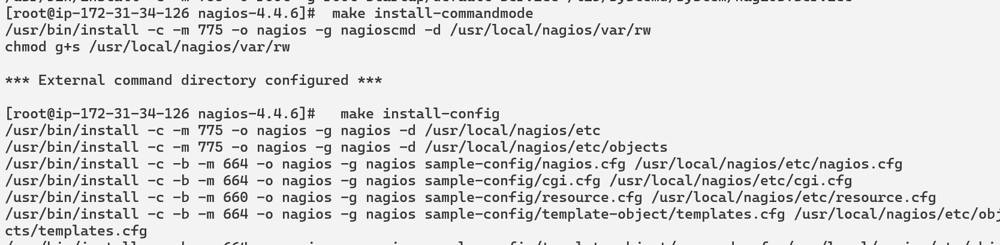 [root@ip-172-31-34-126 nagios-4.4.6]#  make install-commandmode
/usr/bin/install -c -m 775 -o nagios -g nagioscmd -d /usr/local/nagios/var/rw
chmod g+s /usr/local/nagios/var/rw
*** External command directory configured ***
[root@ip-172-31-34-126 nagios-4.4.6]#   make install-config
/usr/bin/install -c -m 775 -o nagios -g nagios -d /usr/local/nagios/etc
/usr/bin/install -c -m 775 -o nagios -g nagios -d /usr/local/nagios/etc/objects
/usr/bin/install -c -b -m 664 -o nagios -g nagios sample-config/nagios.cfg /usr/local/nagios/etc/nagios.cfg
/usr/bin/install -c -b -m 664 -o nagios -g nagios sample-config/cgi.cfg /usr/local/nagios/etc/cgi.cfg
/usr/bin/install -c -b -m 660 -o nagios -g nagios sample-config/resource.cfg /usr/local/nagios/etc/resource.cfg
/usr/bin/install -c -b -m 664 -o nagios -g nagios sample-config/template-object/templates.cfg /usr/local/nagios/etc/obj
cts/templates.cfg